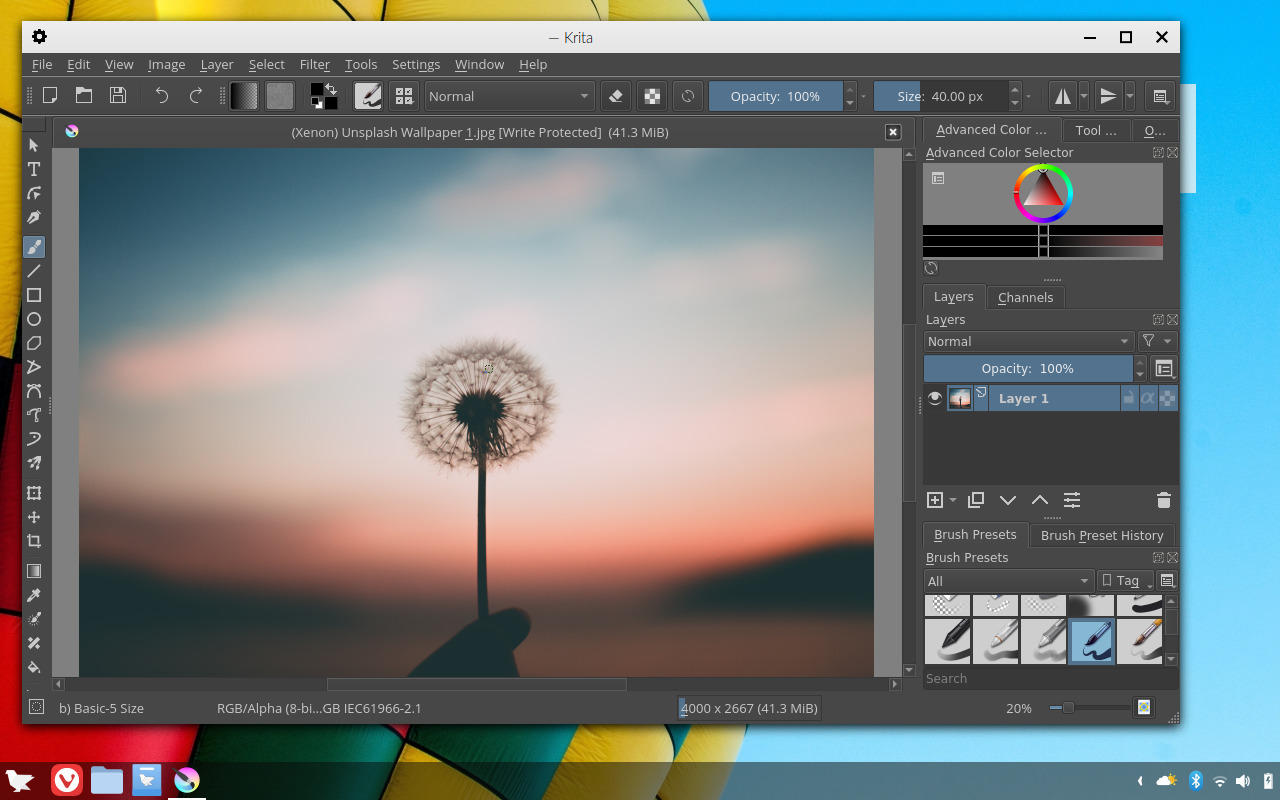 — Krita
File Edit View Image Layer Select Filter Tools Settings Window Help
Normal Opacity: 100% Size: 40.00 px
(Xenon) Unsplash Wallpaper 1.jpg [Write Protected] (41.3 MiB)
Advanced Color ... Tool ... O...
Advanced Color Selector
Layers Channels
Layers
Normal
Opacity: 100%
Layer 1
Brush Presets Brush Preset History
Brush Presets
All Tag
Search
b) Basic-5 Size RGB/Alpha (8-bi...GB IEC61966-2.1 4000 x 2667 (41.3 MiB) 20%